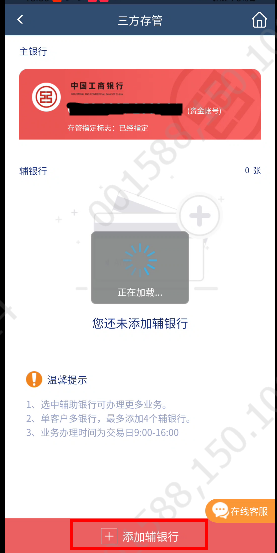 三方存管
主银行
中国工商银行
(资金账号)
存管指定标志：已经指定
辅银行
0 张
正在加载...
您还未添加辅银行
温馨提示
1、选中辅助银行可办理更多业务。
2、单客户多银行，最多添加4个辅银行。
3、业务办理时间为交易日9:00-16:00
在线客服
添加辅银行